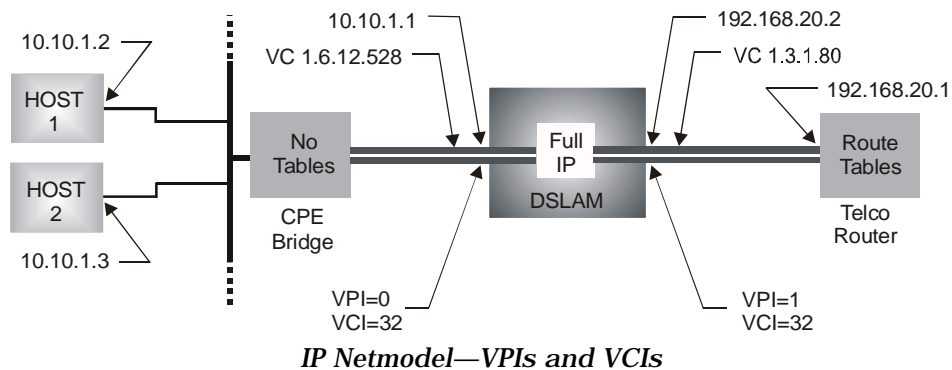 10.10.1.1
192.168.20.2
10.10.1.2
VC 1.6.12.528
VC 1.3.1.80
192.168.20.1
HOST
1
No
Tables
Full
IP
Route
Tables
HOST
2
DSLAM
CPE
Bridge
Telco
Router
10.10.1.3
VPI=0
VCI=32
VPI=1
VCI=32
IP Netmodel—VPIs and VCIs